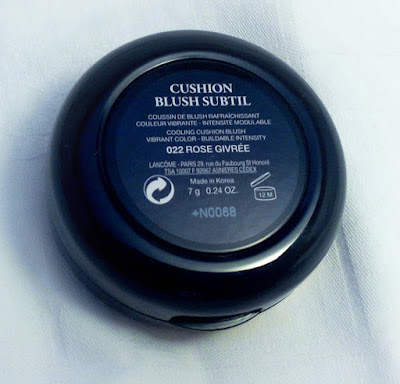 CUSHION
BLUSH SUBTIL
COUSSIN DE BLUSH RAFRAÎCHISSANT
COULEUR VIBRANTE - INTENSITÉ MODULABLE
COOLING CUSHION BLUSH
VIBRANT COLOR - BUILDABLE INTENSITY
022 ROSE GIVRÉE
LANCÔME - PARIS 29, rue du Faubourg St Honoré
TSA 10007 F 92667 ASNIERES CEDEX
Made in Korea
7 g 0.24 OZ.
12 M
+N0068